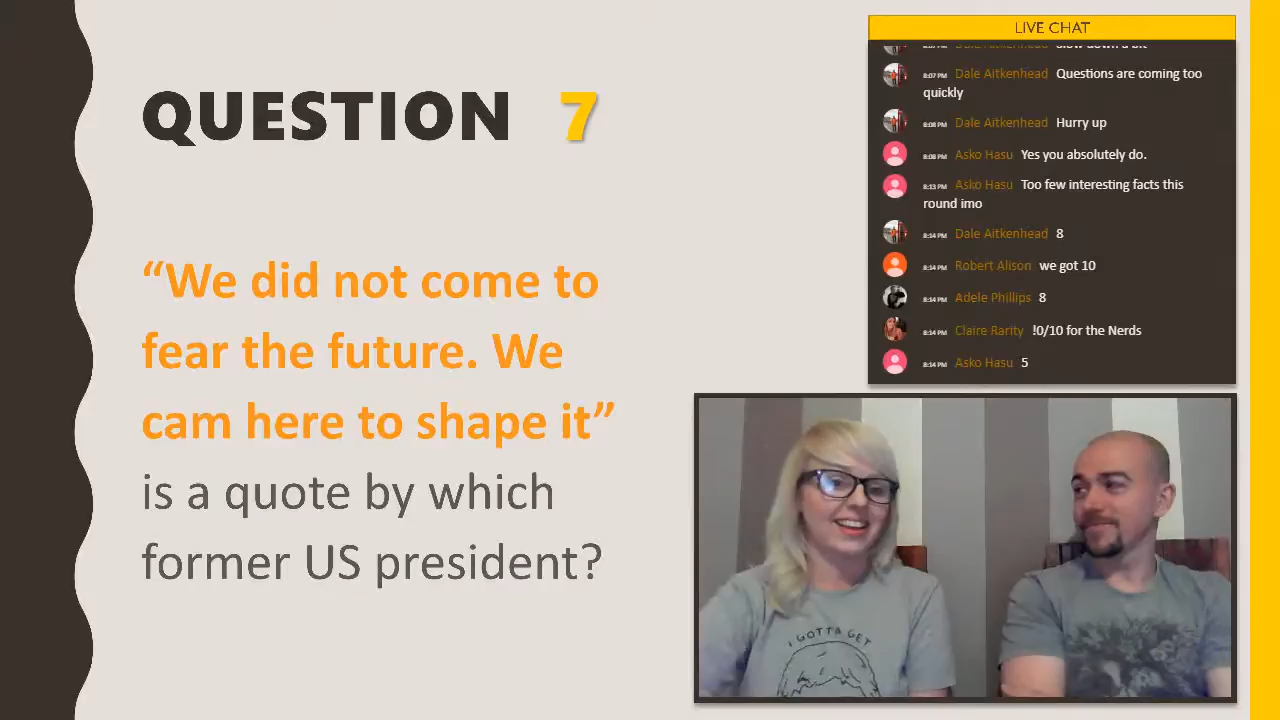 QUESTION 7
“We did not come to
fear the future. We
cam here to shape it”
is a quote by which
former US president?
LIVE CHAT
8:07 PM Dale Aitkenhead Questions are coming too
quickly
8:08 PM Dale Aitkenhead Hurry up
8:08 PM Asko Hasu Yes you absolutely do.
8:13 PM Asko Hasu Too few interesting facts this
round imo
8:14 PM Dale Aitkenhead 8
8:14 PM Robert Alison we got 10
8:14 PM Adele Phillips 8
8:14 PM Claire Rarity !0/10 for the Nerds
8:14 PM Asko Hasu 5
I GOTTA GET